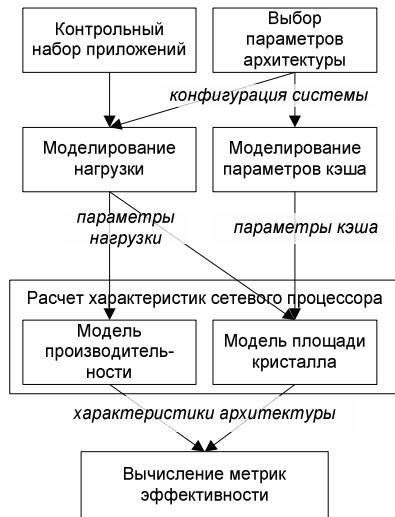 Контрольный
набор приложений
Выбор
параметров
архитектуры
конфигурация системы
Моделирование
нагрузки
Моделирование
параметров кэша
параметры
нагрузки
параметры кэша
Расчет характеристик сетевого процессора
Модель
производитель-
ности
Модель площади
кристалла
характеристики архитектуры
Вычисление метрик
эффективности